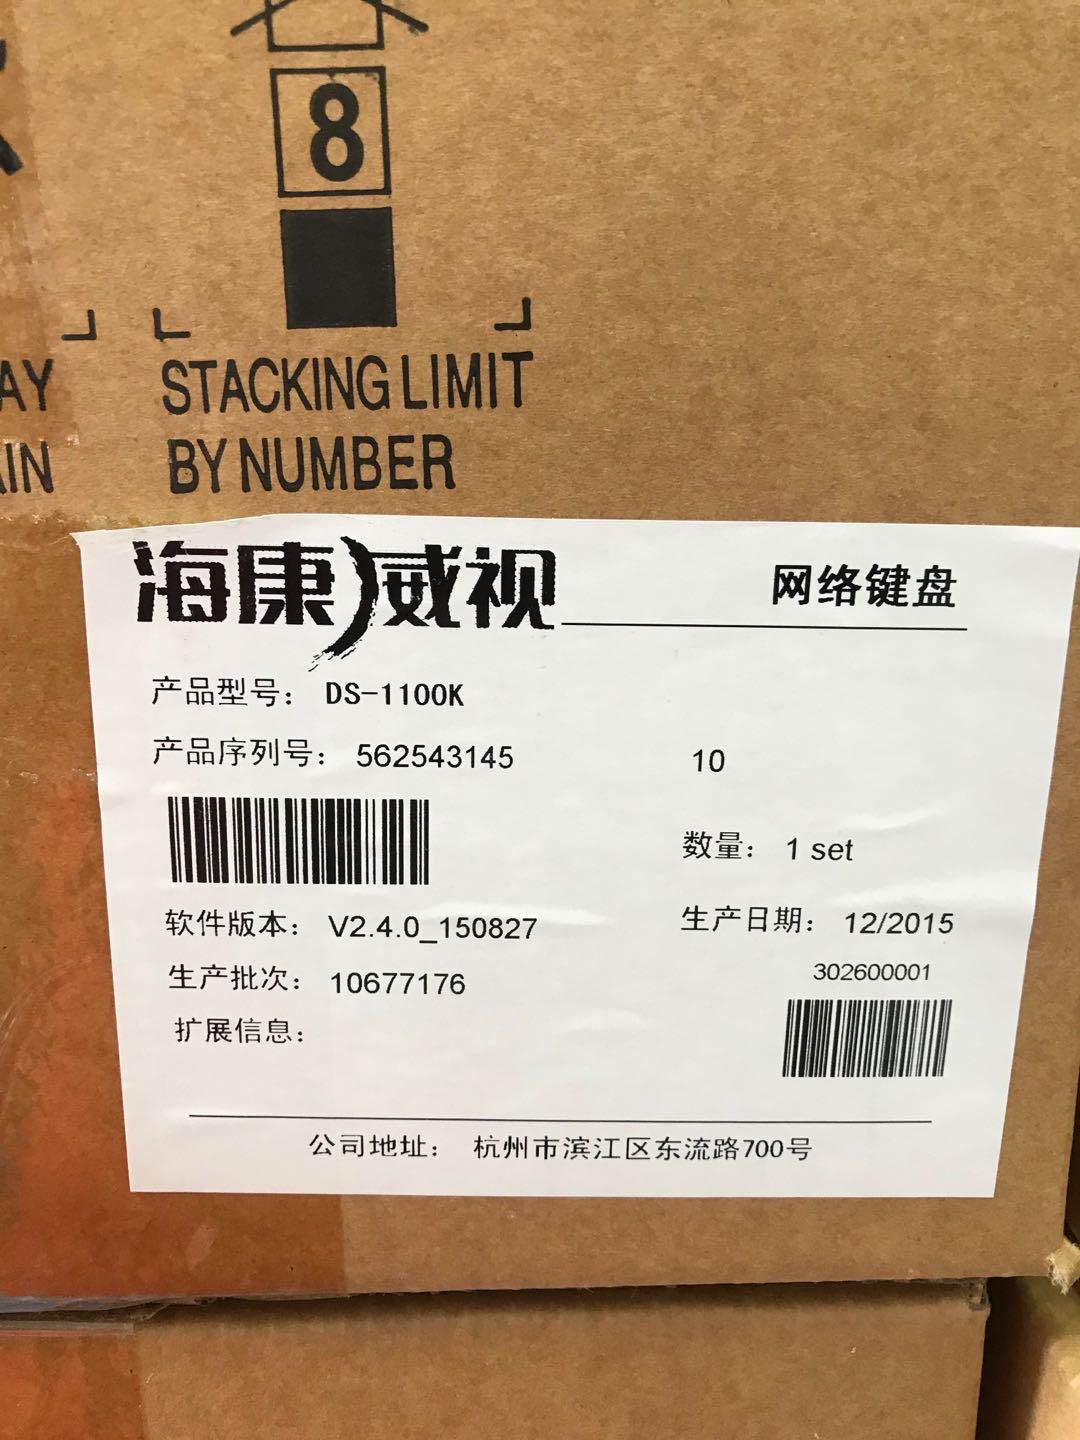 8
STACKING LIMIT
BY NUMBER
AY
AIN
海康威视
网络键盘
产品型号： DS-1100K
产品序列号： 562543145
10
数量： 1 set
软件版本： V2.4.0_150827
生产日期： 12/2015
生产批次： 10677176
302600001
扩展信息：
公司地址： 杭州市滨江区东流路700号